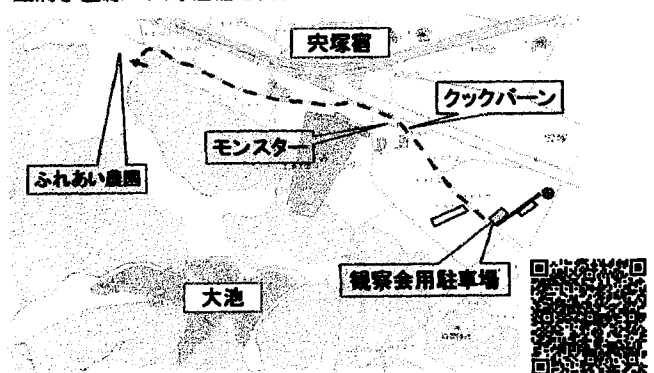 宍塚宿
クックバーン
モンスター
ふれあい農園
観察会用駐車場
大池